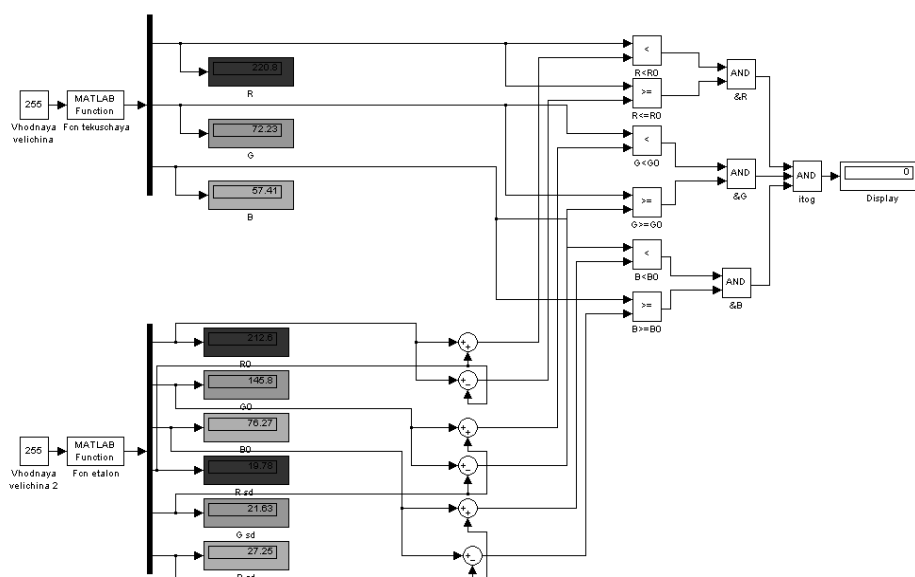 255
Vhodnaya
velichina
MATLAB
Function
Fcn tekuschaya
220.8
R
72.23
G
57.41
B
<
R<R0
>=
R<=R0
AND
&R
<
G<G0
>=
G>=G0
AND
&G
<
B<B0
>=
B>=B0
AND
&B
AND
itog
0
Display
255
Vhodnaya
velichina 2
MATLAB
Function
Fcn etalon
212.6
R0
145.8
G0
76.27
B0
19.78
R sd
21.63
G sd
27.25